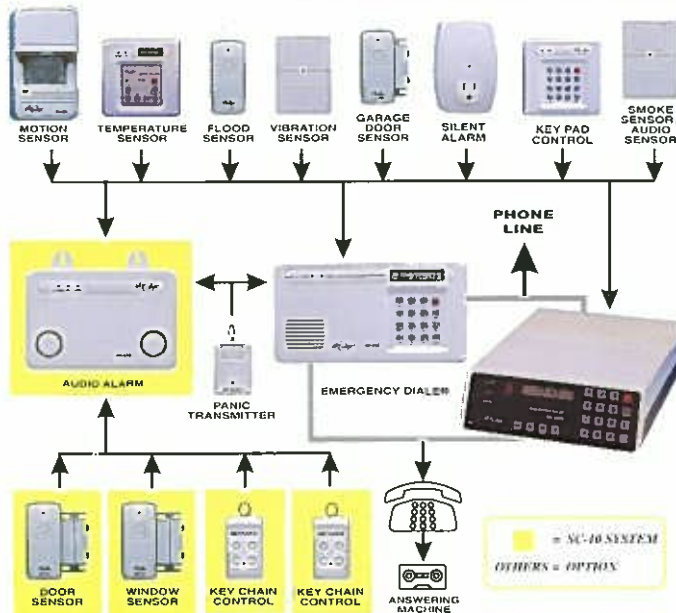 MOTION
SENSOR
TEMPERATURE
SENSOR
FLOOD
SENSOR
VIBRATION
SENSOR
GARAGE
DOOR
SENSOR
SILENT
ALARM
KEY PAD
CONTROL
SMOKE
SENSOR
AUDIO
SENSOR
PHONE
LINE
AUDIO ALARM
PANIC
TRANSMITTER
EMERGENCY DIALER
DOOR
SENSOR
WINDOW
SENSOR
KEY CHAIN
CONTROL
KEY CHAIN
CONTROL
ANSWERING
MACHINE
= SC-10 SYSTEM
OTHERS = OPTION